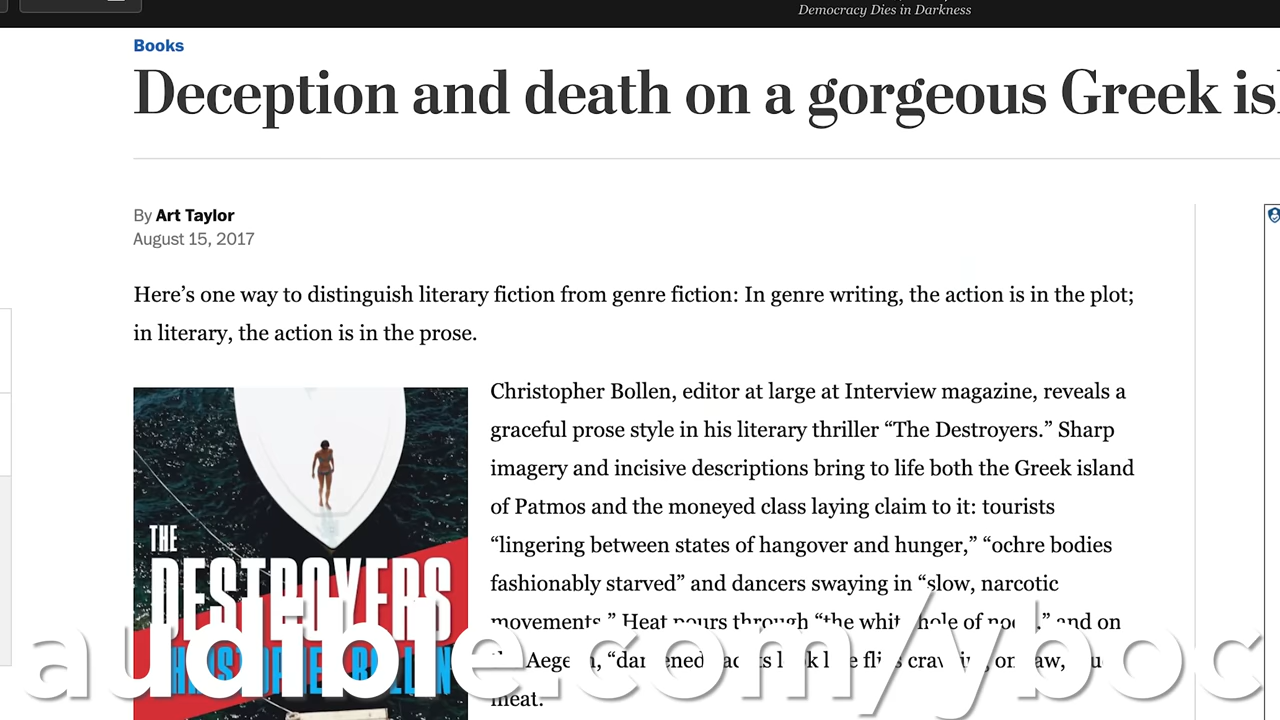 Democracy Dies in Darkness
Books
Deception and death on a gorgeous Greek
By Art Taylor
August 15, 2017
Here’s one way to distinguish literary fiction from genre fiction: In genre writing, the action is in the plot;
in literary, the action is in the prose.
Christopher Bollen, editor at large at Interview magazine, reveals a
graceful prose style in his literary thriller “The Destroyers.” Sharp
imagery and incisive descriptions bring to life both the Greek island
of Patmos and the moneyed class laying claim to it: tourists
“lingering between states of hangover and hunger,” “ochre bodies
fashionably starved” and dancers swaying in “slow, narcotic
movements.” Heat pours through “the white hole of noon,” and on
Aegean,
meat.
THE
DESTROYERS
CHRISTOPHER BOLLEN
audible.com/yboc